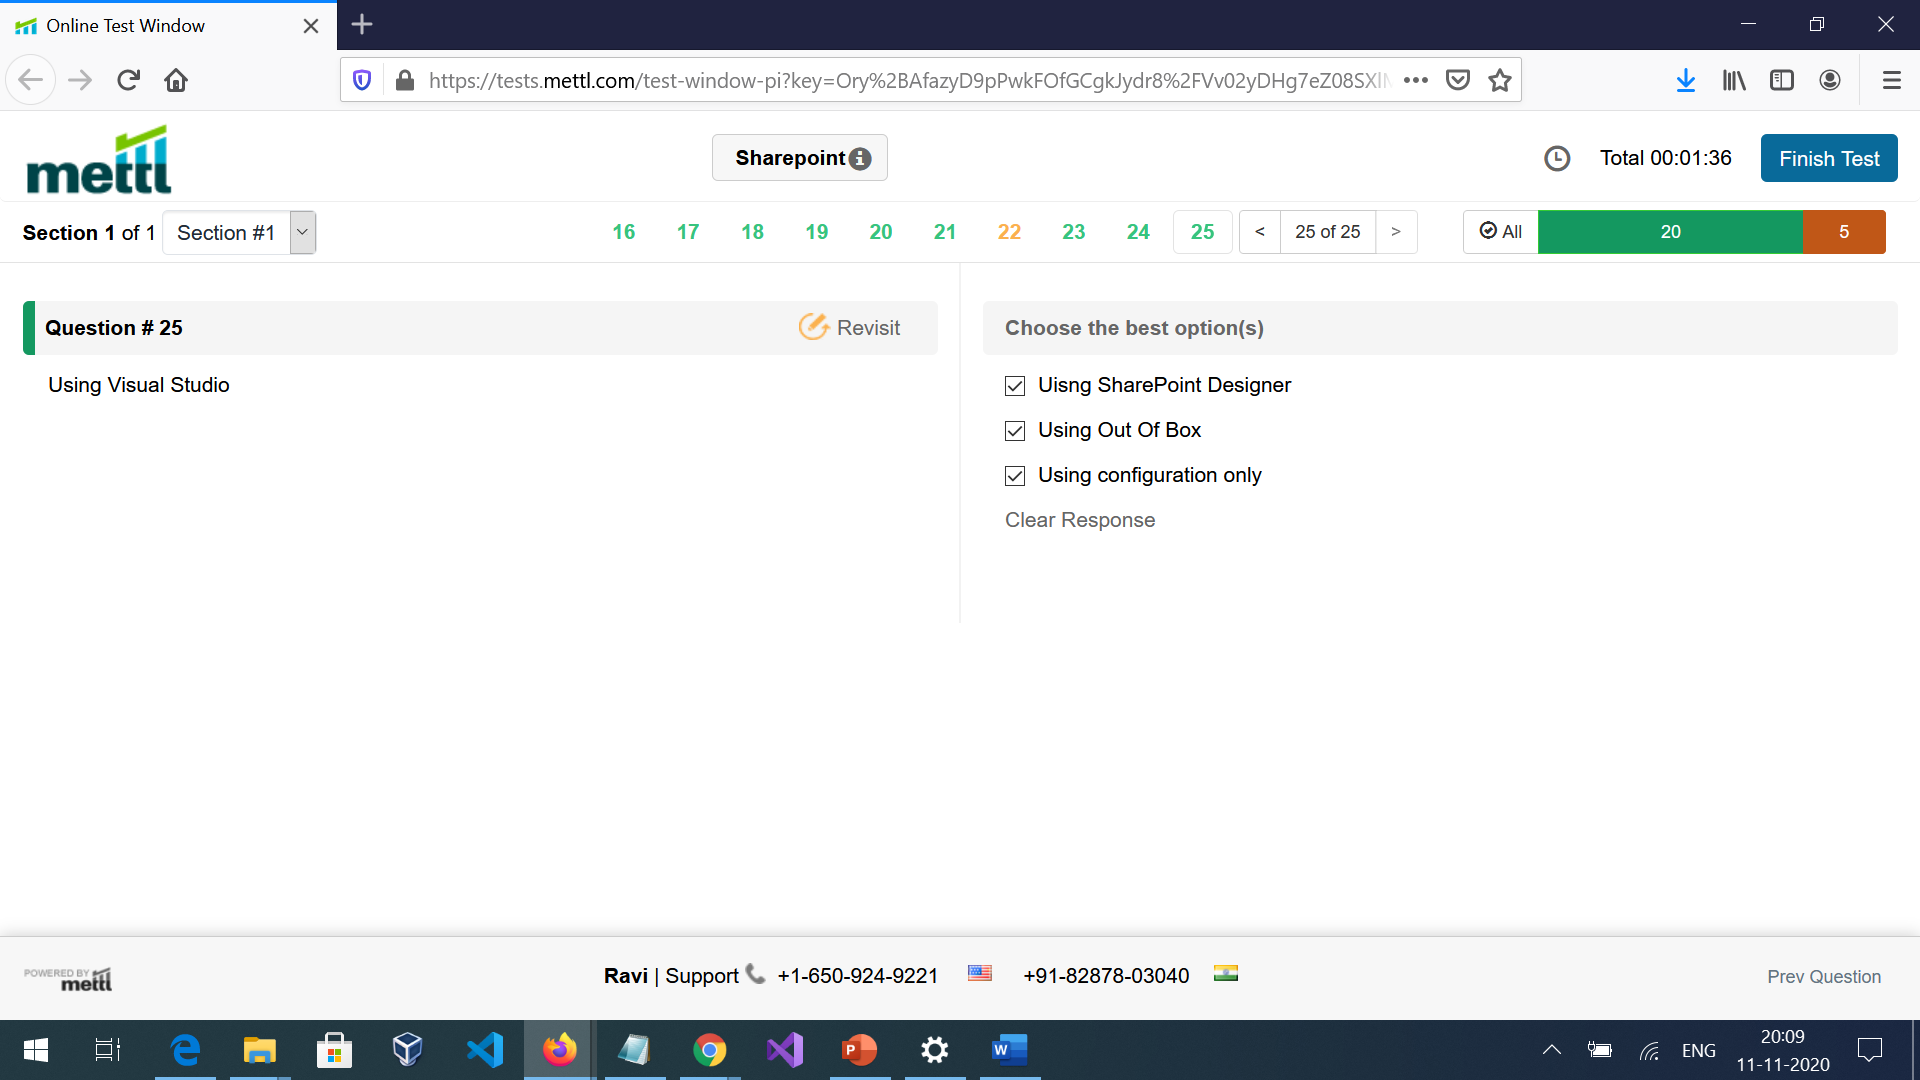 Online Test Window
https://tests.mettl.com/test-window-pi?key=Ory%2BAfazyD9pPwkFOfGCgkJydr8%2FVv02yDHg7eZ08SXlN
mettl
Sharepoint
Total 00:01:36
Finish Test
Section 1 of 1 Section #1
16 17 18 19 20 21 22 23 24 25 < 25 of 25 >
All 20 5
Question # 25
Revisit
Using Visual Studio
Choose the best option(s)
Uisng SharePoint Designer
Using Out Of Box
Using configuration only
Clear Response
POWERED BY mettl
Ravi | Support +1-650-924-9221 +91-82878-03040
Prev Question
ENG
20:09
11-11-2020